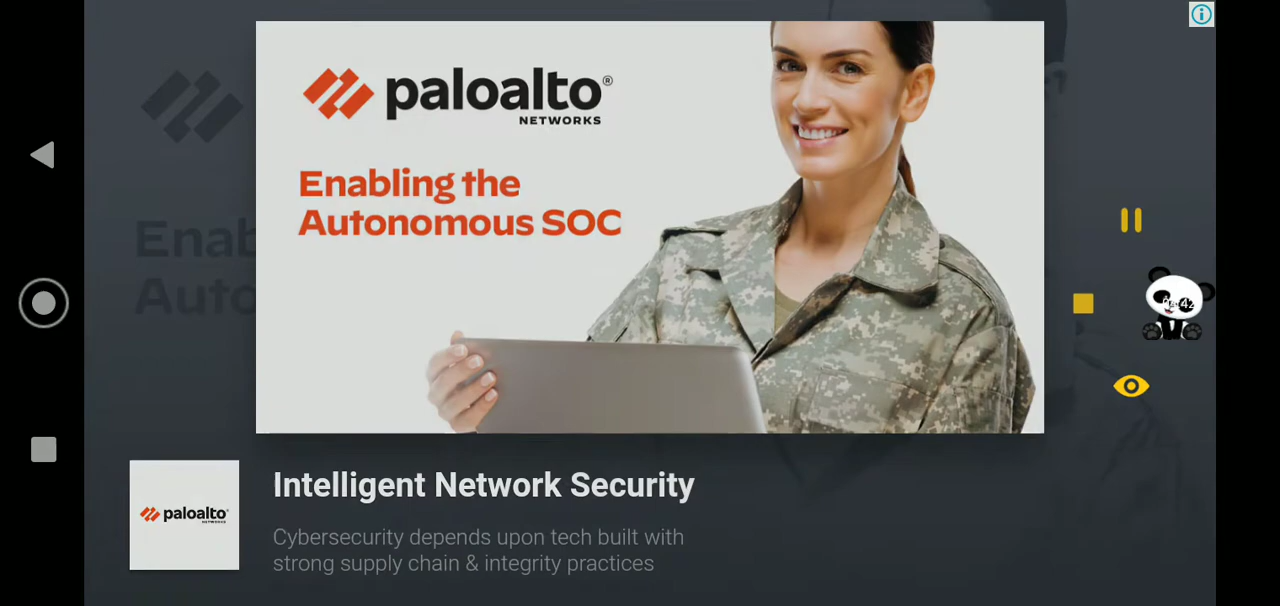 paloalto®
NETWORKS
Enabling the
Autonomous SOC
paloalto
NETWORKS
Intelligent Network Security
Cybersecurity depends upon tech built with
strong supply chain & integrity practices